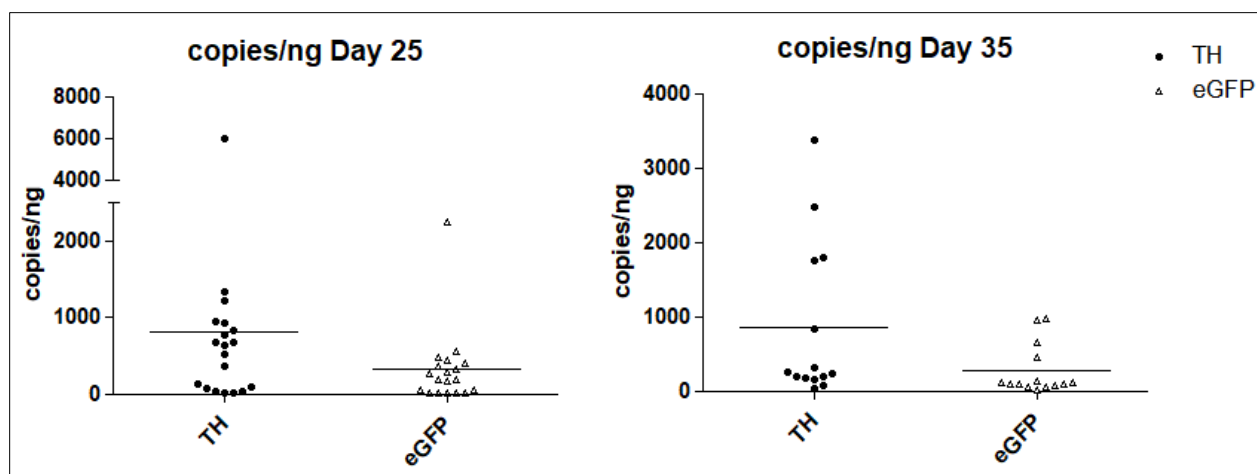 copies/ng Day 25
8000
6000
4000
2000
1000
0
copies/ng
TH
eGFP
copies/ng Day 35
4000
3000
2000
1000
0
copies/ng
TH
eGFP
TH
eGFP